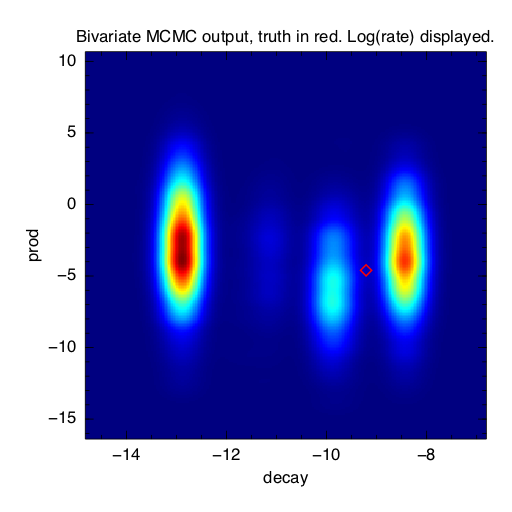 Bivariate MCMC output, truth in red. Log(rate) displayed.
10
5
0
−5
−10
−15
prod
−14 −12 −10 −8
decay